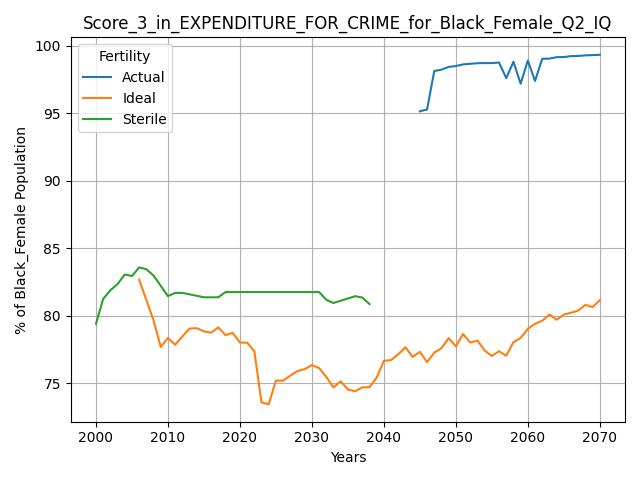 Score_3_in_EXPENDITURE_FOR_CRIME_for_Black_Female_Q2_IQ
Fertility
Actual
Ideal
Sterile
% of Black_Female Population
100
95
90
85
80
75
2000 2010 2020 2030 2040 2050 2060 2070
Years